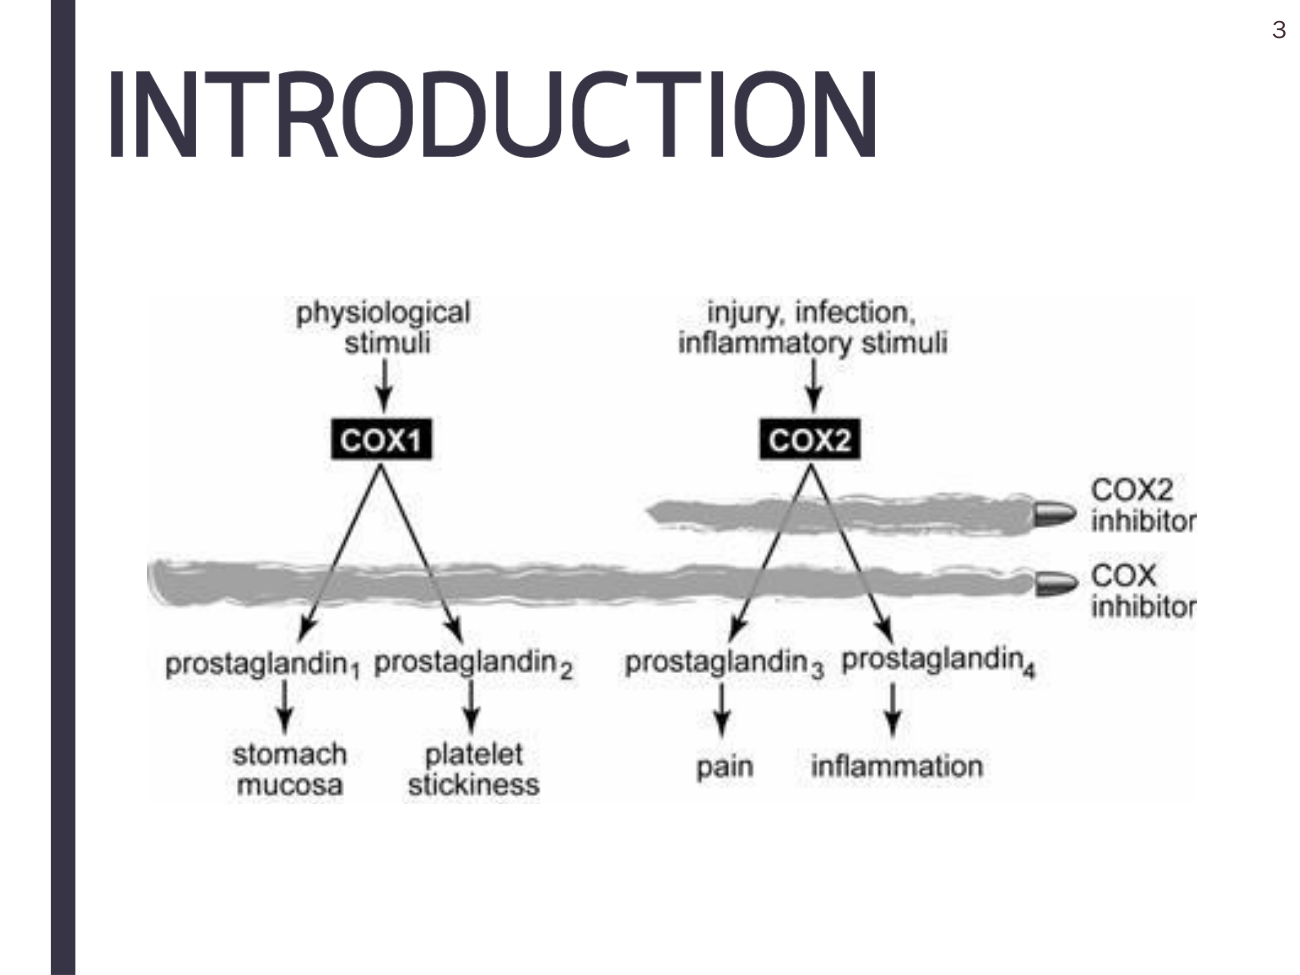 3
INTRODUCTION
physiological
stimuli
injury, infection,
inflammatory stimuli
COX1
COX2
COX2
inhibitor
COX
inhibitor
prostaglandin1 prostaglandin2 prostaglandin3 prostaglandin4
stomach
mucosa
platelet
stickiness
pain
inflammation